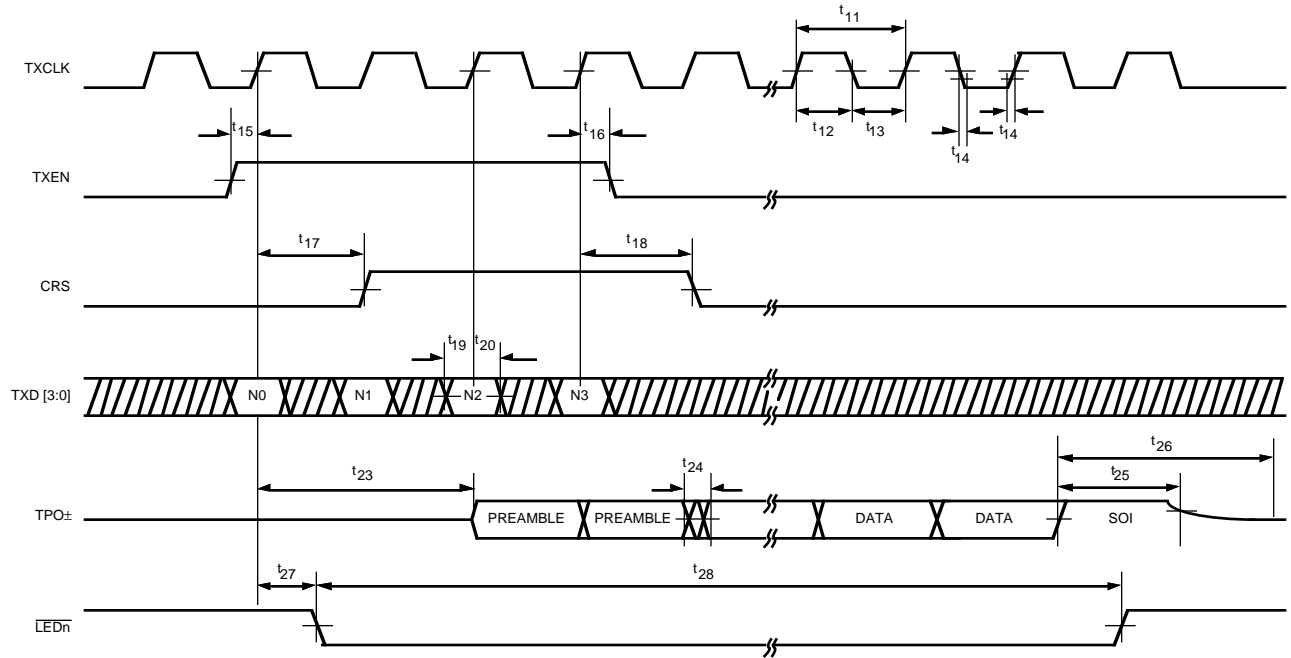 t11
TXCLK
t12 t13 t14 t14
t15 t16
TXEN
t17 t18
CRS
t19 t20
TXD [3:0] N0 N1 N2 N3
t26
t23 t24 t25
TPO± PREAMBLE PREAMBLE DATA DATA SOI
t27 t28
LEDn